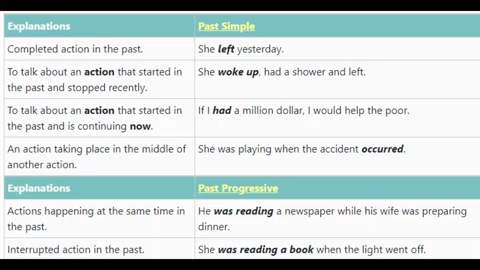 Explanations Past Simple
Completed action in the past. She left yesterday.
To talk about an action that started in She woke up, had a shower and left.
the past and stopped recently.
To talk about an action that started in If I had a million dollar, I would help the poor.
the past and is continuing now.
An action taking place in the middle of She was playing when the accident occurred.
another action.
Explanations Past Progressive
Actions happening at the same time in He was reading a newspaper while his wife was preparing
the past. dinner.
Interrupted action in the past. She was reading a book when the light went off.